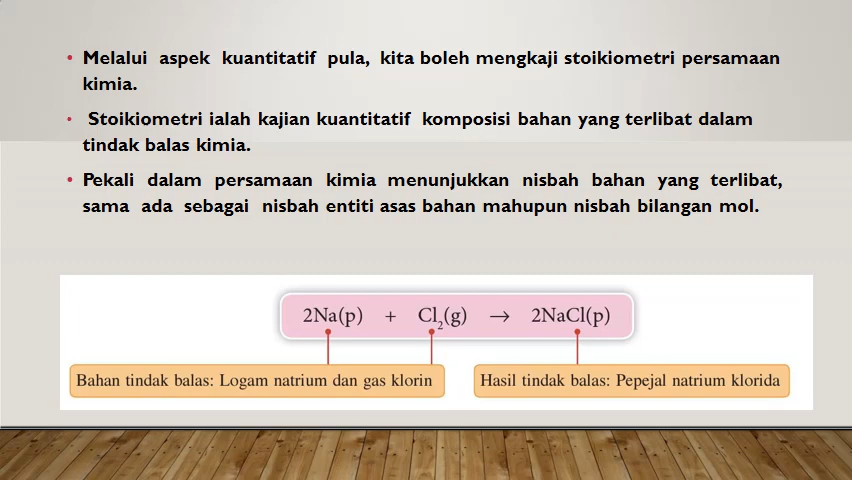 • Melalui aspek kuantitatif pula, kita boleh mengkaji stoikiometri persamaan
kimia.
• Stoikiometri ialah kajian kuantitatif komposisi bahan yang terlibat dalam
tindak balas kimia.
• Pekali dalam persamaan kimia menunjukkan nisbah bahan yang terlibat,
sama ada sebagai nisbah entiti asas bahan mahupun nisbah bilangan mol.
2Na(p) + Cl₂(g) → 2NaCl(p)
Bahan tindak balas: Logam natrium dan gas klorin
Hasil tindak balas: Pepejal natrium klorida